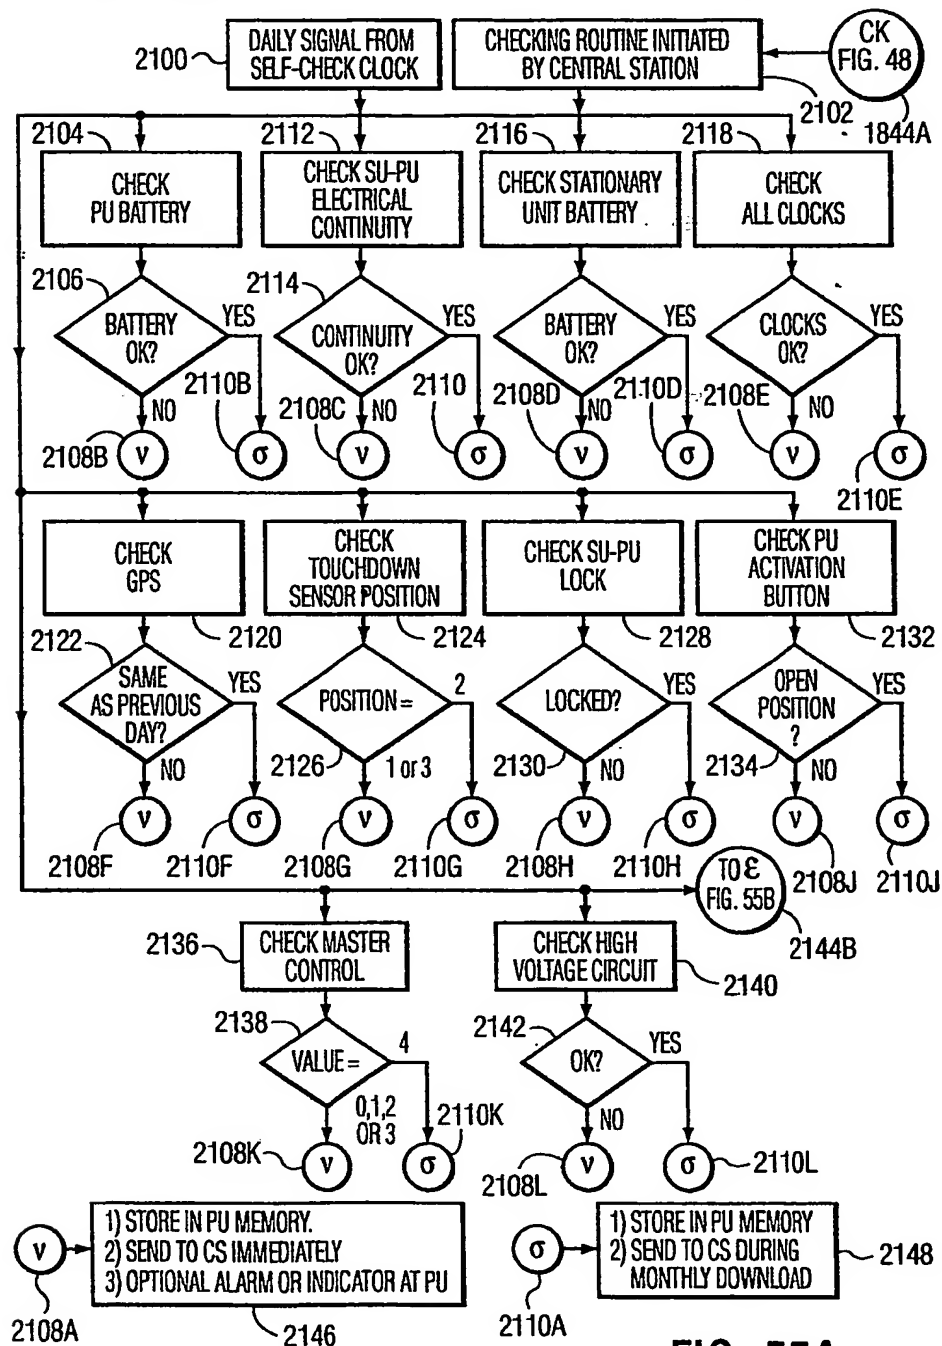 DAILY SIGNAL FROM
SELF-CHECK CLOCK
2100
CHECKING ROUTINE INITIATED
BY CENTRAL STATION
2102
CK
FIG. 48
1844A
2104
CHECK
PU BATTERY
2112
CHECK SU-PU
ELECTRICAL
CONTINUITY
2116
CHECK STATIONARY
UNIT BATTERY
2118
CHECK
ALL CLOCKS
2106
BATTERY
OK?
YES
NO
2108B
ν
2110B
σ
2114
CONTINUITY
OK?
YES
NO
2108C
ν
2110
σ
BATTERY
OK?
YES
NO
2108D
ν
2110D
σ
CLOCKS
OK?
YES
NO
2108E
ν
σ
2110E
CHECK
GPS
2120
CHECK
TOUCHDOWN
SENSOR POSITION
2124
CHECK SU-PU
LOCK
2128
CHECK PU
ACTIVATION
BUTTON
2132
2122
SAME
AS PREVIOUS
DAY?
YES
NO
ν
2108F
σ
2110F
POSITION =
2
2126
1 or 3
ν
2108G
σ
2110G
LOCKED?
YES
2130
NO
ν
2108H
σ
2110H
OPEN
POSITION
?
YES
2134
NO
ν
2108J
σ
2110J
TO ε
FIG. 55B
2144B
2136
CHECK MASTER
CONTROL
CHECK HIGH
VOLTAGE CIRCUIT
2140
2138
VALUE =
4
0,1,2
OR 3
2108K
ν
2110K
σ
2142
OK?
YES
NO
2108L
ν
σ
2110L
ν
2108A
1) STORE IN PU MEMORY.
2) SEND TO CS IMMEDIATELY
3) OPTIONAL ALARM OR INDICATOR AT PU
2146
σ
2110A
1) STORE IN PU MEMORY
2) SEND TO CS DURING
MONTHLY DOWNLOAD
2148